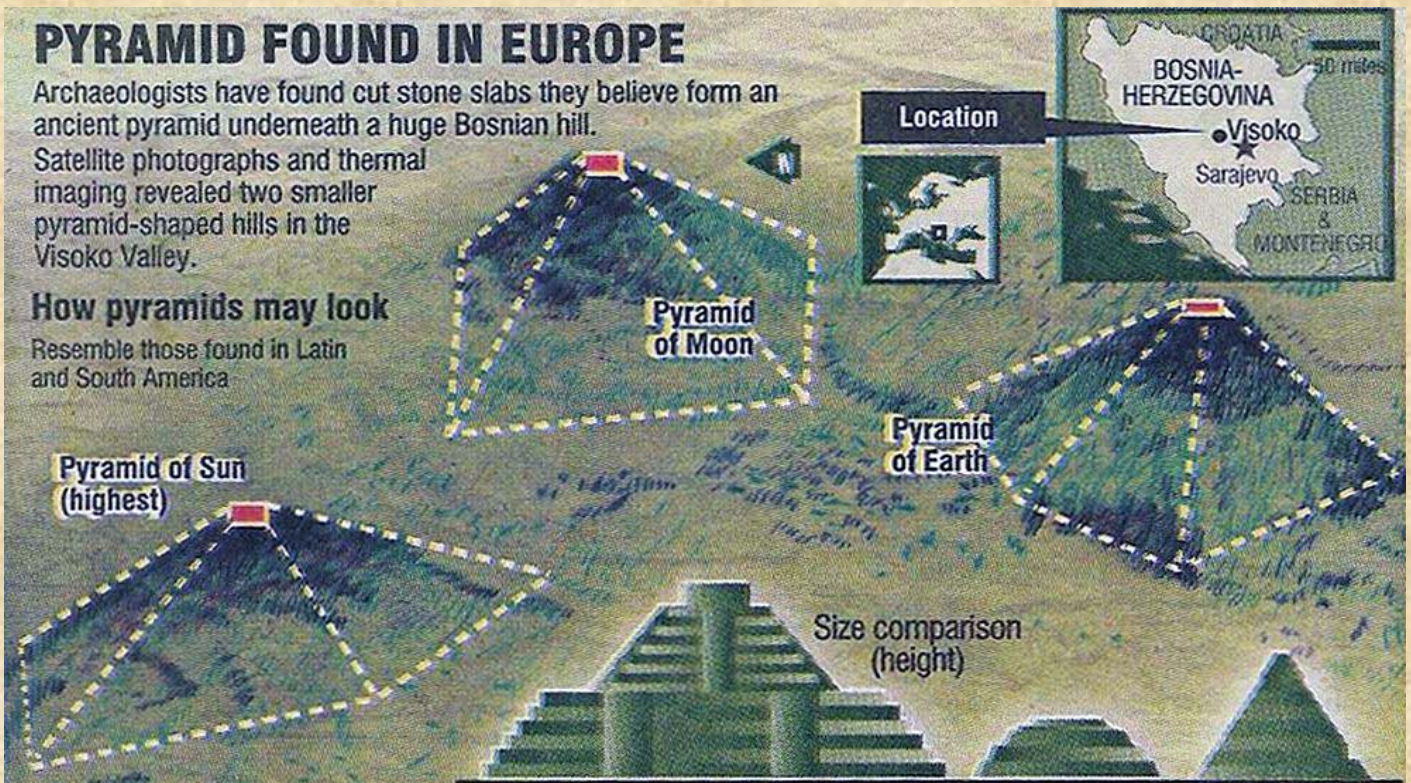 PYRAMID FOUND IN EUROPE
Archaeologists have found cut stone slabs they believe form an
ancient pyramid underneath a huge Bosnian hill.
Satellite photographs and thermal
imaging revealed two smaller
pyramid-shaped hills in the
Visoko Valley.
How pyramids may look
Resemble those found in Latin
and South America
Location
CROATIA
50 miles
BOSNIA-
HERZEGOVINA
Visoko
Sarajevo
SERBIA
&
MONTENEGRO
N
Pyramid
of Moon
Pyramid
of Earth
Pyramid of Sun
(highest)
Size comparison
(height)